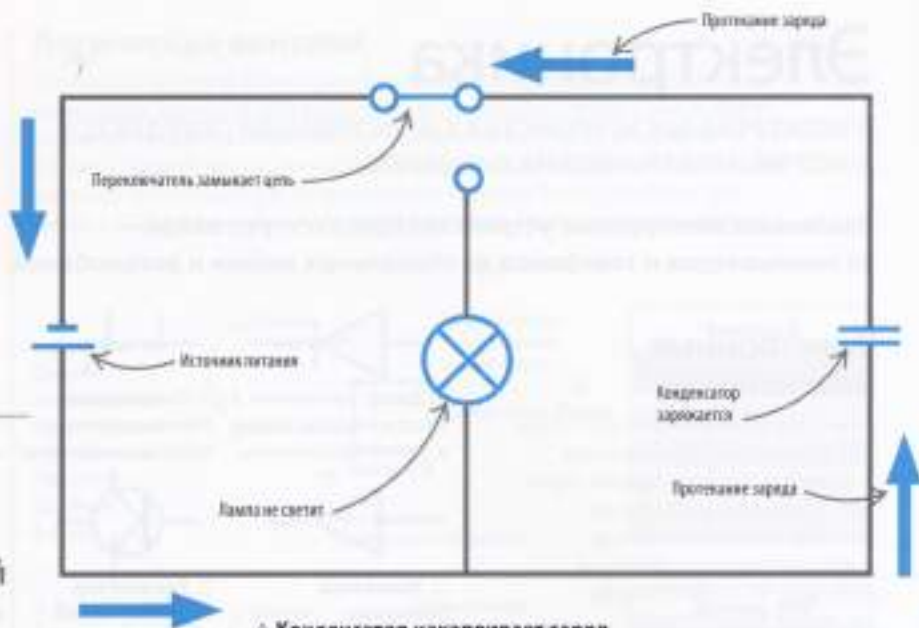 Протекание заряда
Переключатель замыкает цепь
Источник питания
Конденсатор
заряжается
Протекание заряда
Лампа не светит
Конденсатор накапливает заряд